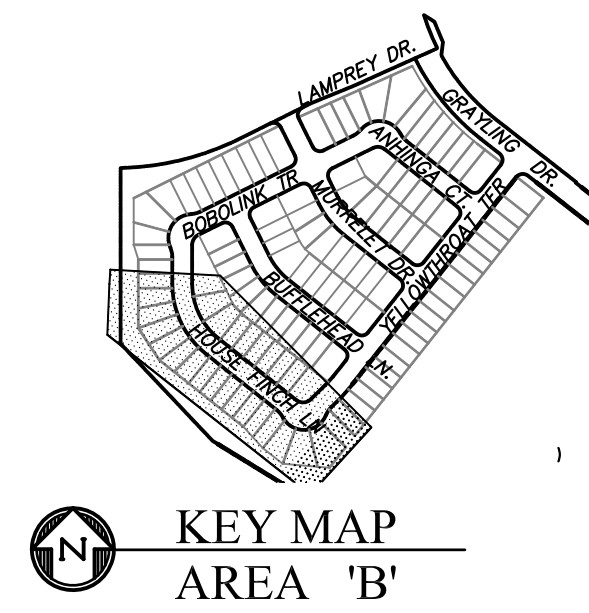 LAMPREY DR.
GRAYLING DR.
ANHINGA CT.
BOBOLINK TR
MURRELEY DR.
YELLOWTHROAT TER
BUFFLEHEAD LN.
HOUSE FINCH LN
KEY MAP
N
AREA 'B'